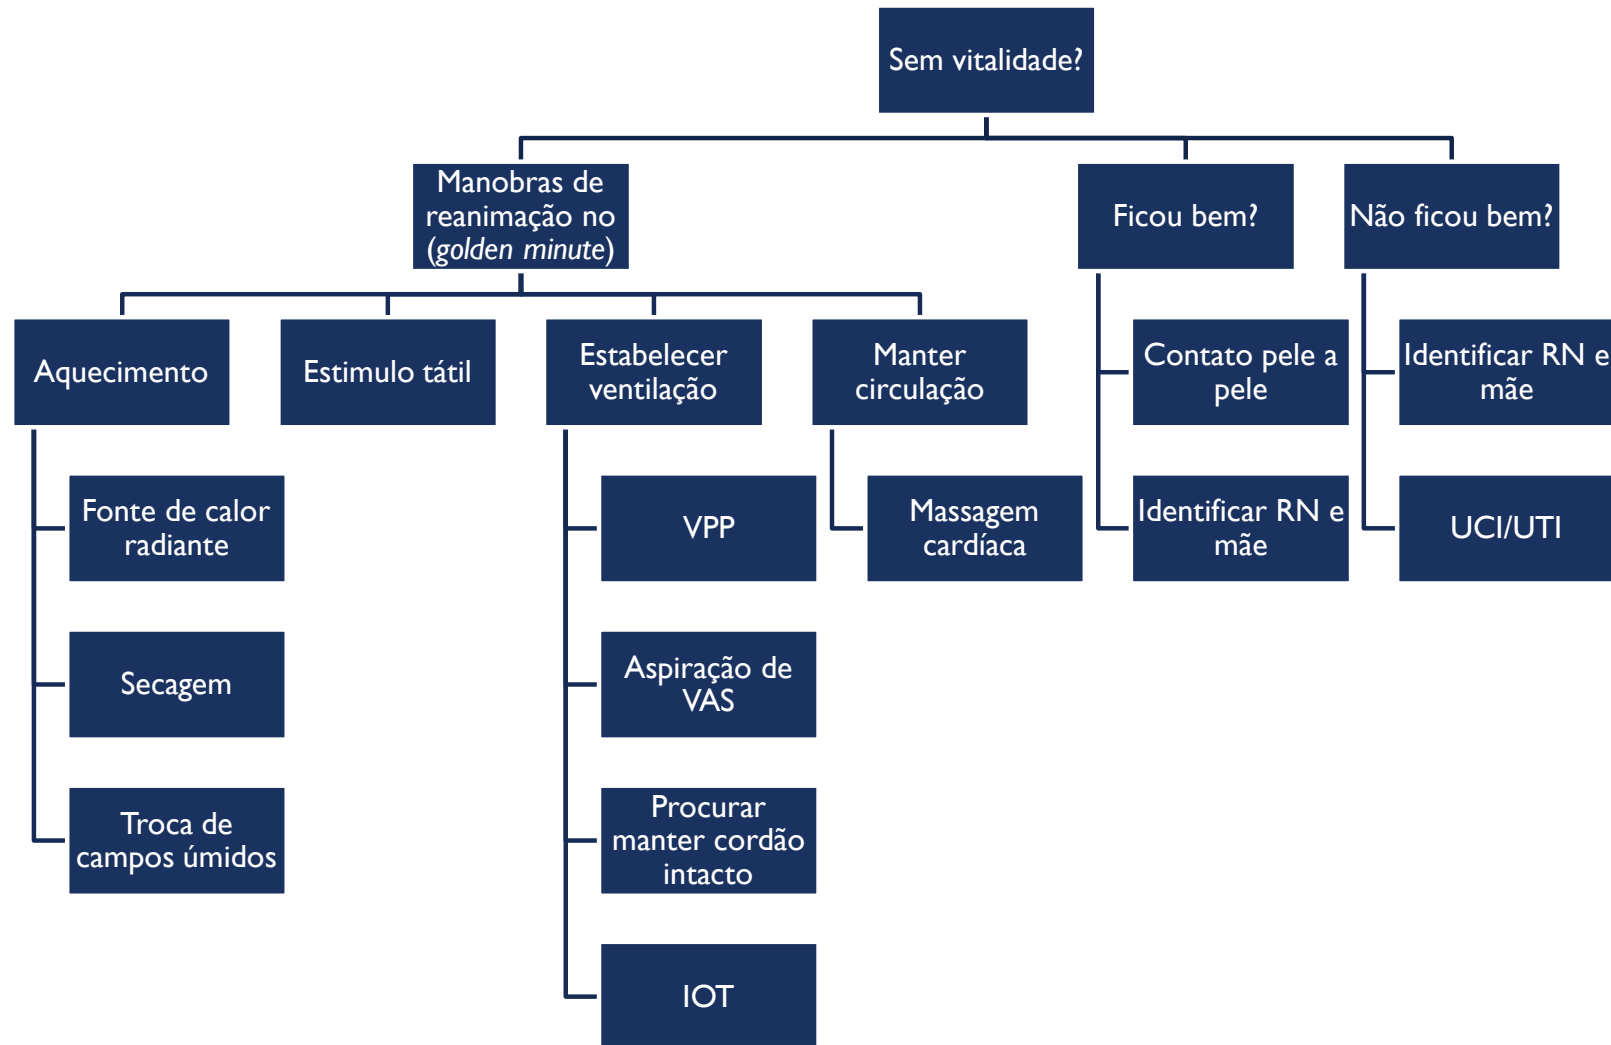 Sem vitalidade?
Manobras de
reanimação no
(golden minute)
Ficou bem?
Não ficou bem?
Aquecimento
Estimulo tátil
Estabelecer
ventilação
Manter
circulação
Contato pele a
pele
Identificar RN e
mãe
Fonte de calor
radiante
VPP
Massagem
cardíaca
Identificar RN e
mãe
UCI/UTI
Secagem
Aspiração de
VAS
Troca de
campos úmidos
Procurar
manter cordão
intacto
IOT